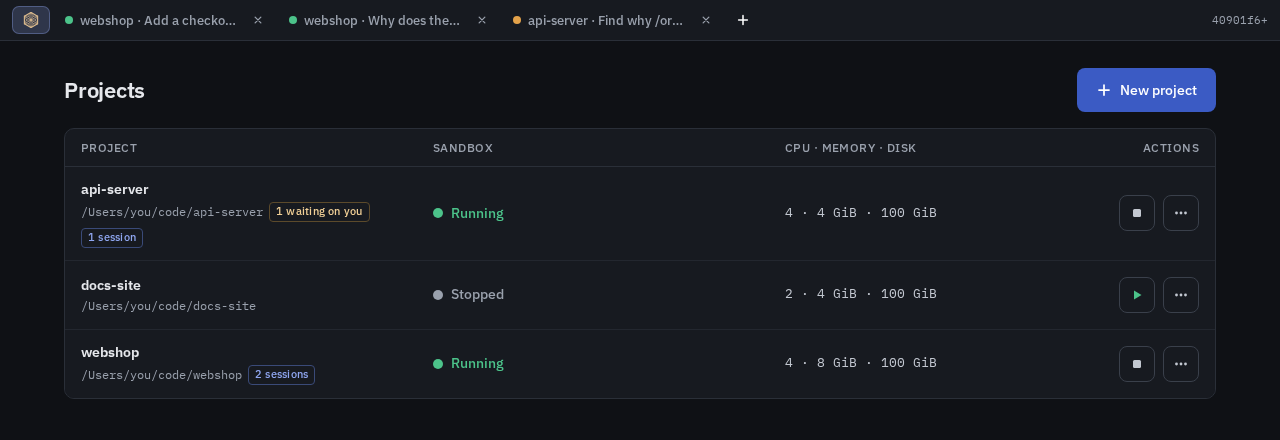 webshop · Add a checko...
webshop · Why does the...
api-server · Find why /or...
40901f6+
Projects
New project
PROJECT
SANDBOX
CPU · MEMORY · DISK
ACTIONS
api-server
/Users/you/code/api-server
1 waiting on you
1 session
Running
4 · 4 GiB · 100 GiB
docs-site
/Users/you/code/docs-site
Stopped
2 · 4 GiB · 100 GiB
webshop
/Users/you/code/webshop
2 sessions
Running
4 · 8 GiB · 100 GiB